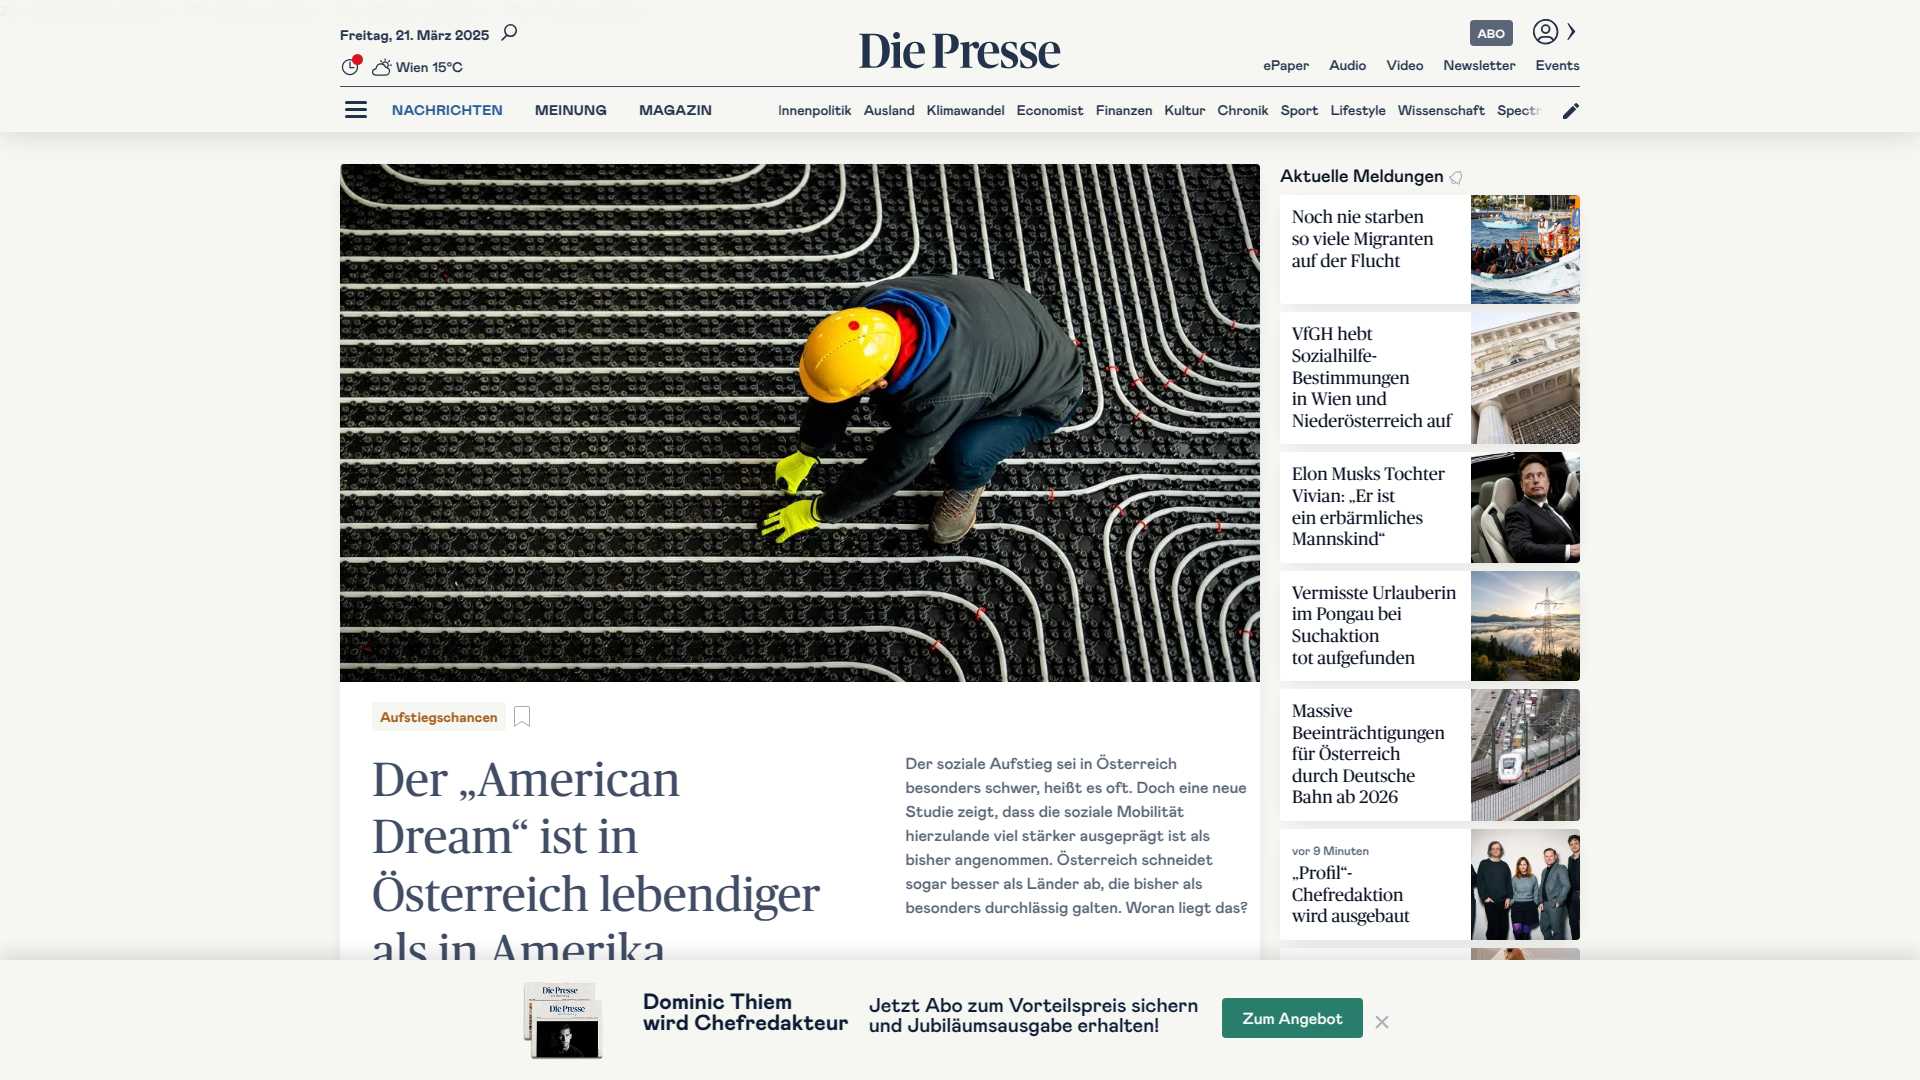 Freitag, 21. März 2025
Wien 15°C
Die Presse
ABO
ePaper Audio Video Newsletter Events
NACHRICHTEN MEINUNG MAGAZIN
Innenpolitik Ausland Klimawandel Economist Finanzen Kultur Chronik Sport Lifestyle Wissenschaft Spectr
Aufstiegschancen
Der „American
Dream“ ist in
Österreich lebendiger
als in Amerika
Der soziale Aufstieg sei in Österreich
besonders schwer, heißt es oft. Doch eine neue
Studie zeigt, dass die soziale Mobilität
hierzulande viel stärker ausgeprägt ist als
bisher angenommen. Österreich schneidet
sogar besser als Länder ab, die bisher als
besonders durchlässig galten. Woran liegt das?
Aktuelle Meldungen
Noch nie starben
so viele Migranten
auf der Flucht
VfGH hebt
Sozialhilfe-
Bestimmungen
in Wien und
Niederösterreich auf
Elon Musks Tochter
Vivian: „Er ist
ein erbärmliches
Mannskind“
Vermisste Urlauberin
im Pongau bei
Suchaktion
tot aufgefunden
Massive
Beeinträchtigungen
für Österreich
durch Deutsche
Bahn ab 2026
vor 9 Minuten
„Profil“-
Chefredaktion
wird ausgebaut
Die Presse
Die Presse
Dominic Thiem
wird Chefredakteur
Jetzt Abo zum Vorteilspreis sichern
und Jubiläumsausgabe erhalten!
Zum Angebot